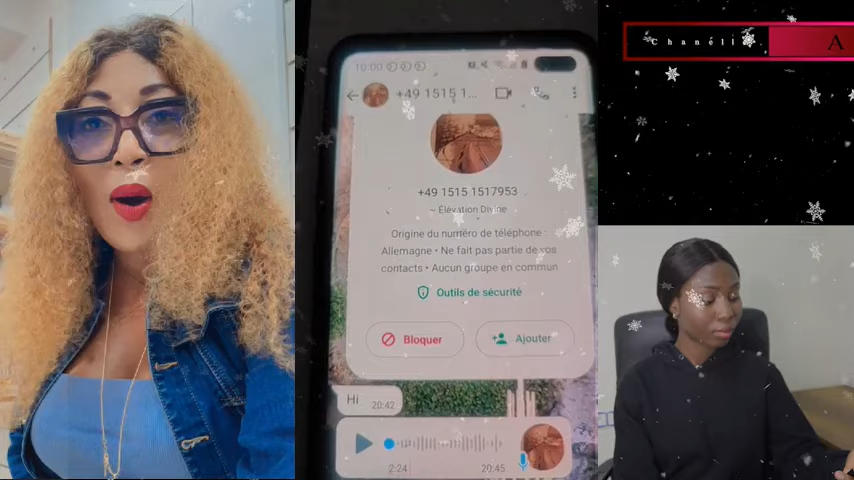 10:00
+49 1515 1...
+49 1515 1517953
~ Élévation Divine
Origine du numéro de téléphone :
Allemagne • Ne fait pas partie de vos
contacts • Aucun groupe en commun
Outils de sécurité
Bloquer
Ajouter
Hi
20:42
2:24
20:45
Chanéll
A